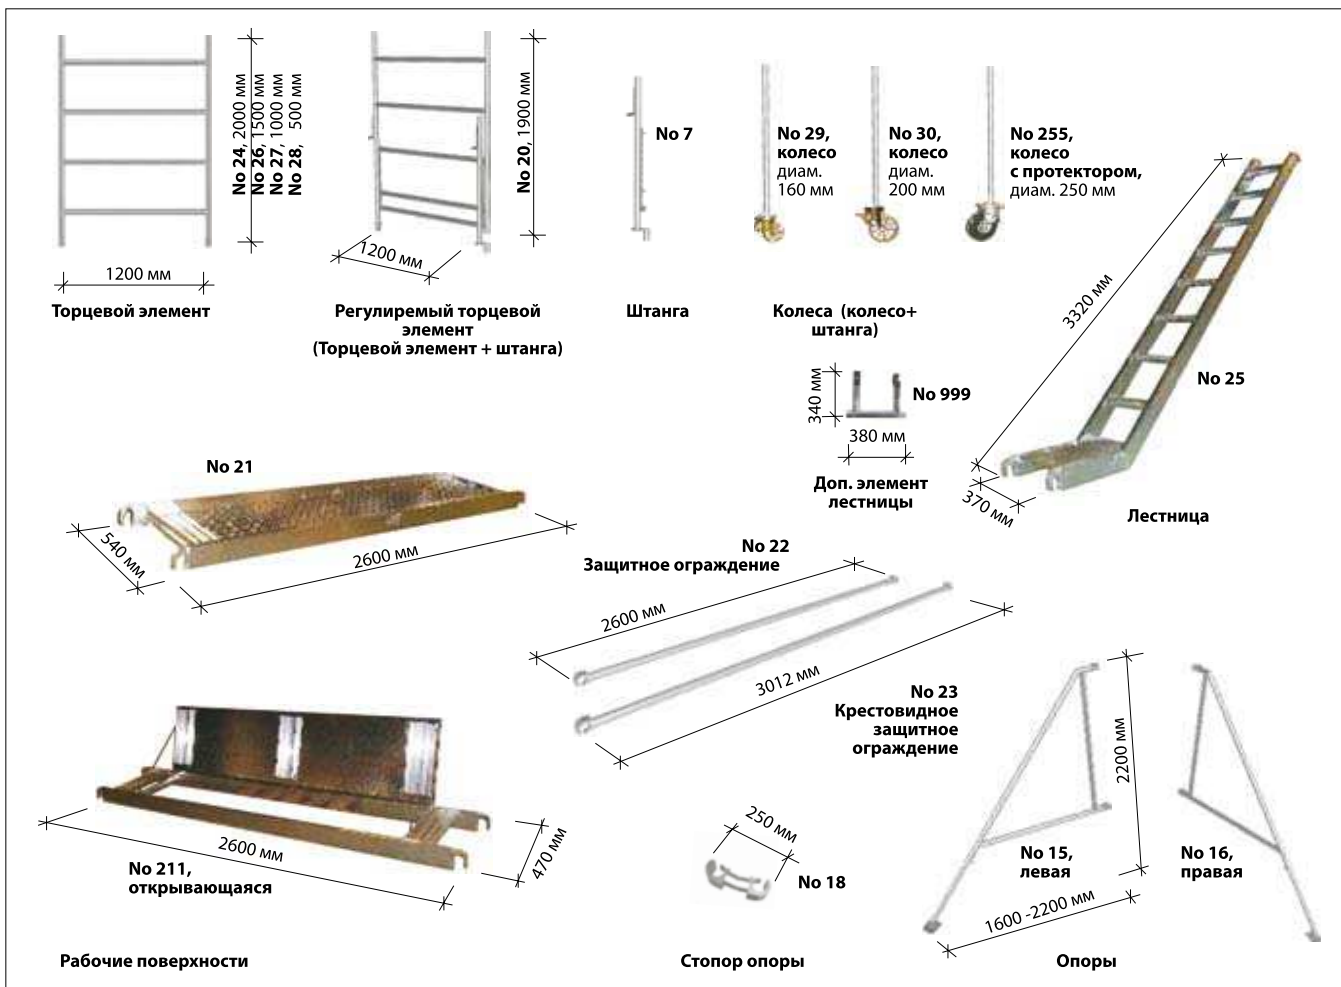 No 24, 2000 мм
No 26, 1500 мм
No 27, 1000 мм
No 28, 500 мм
1200 мм
Торцевой элемент
No 20, 1900 мм
1200 мм
Регулиремый торцевой
элемент
(Торцевой элемент + штанга)
No 7
Штанга
No 29,
колесо
диам.
160 мм
No 30,
колесо
диам.
200 мм
No 255,
колесо
с протектором,
диам. 250 мм
Колеса (колесо+
штанга)
340 мм
No 999
380 мм
Доп. элемент
лестницы
3320 мм
No 25
370 мм
Лестница
No 21
540 мм
2600 мм
No 22
Защитное ограждение
2600 мм
3012 мм
No 23
Крестовидное
защитное
ограждение
2600 мм
470 мм
No 211,
открывающаяся
Рабочие поверхности
250 мм
No 18
Стопор опоры
2200 мм
No 15,
левая
No 16,
правая
1600 -2200 мм
Опоры